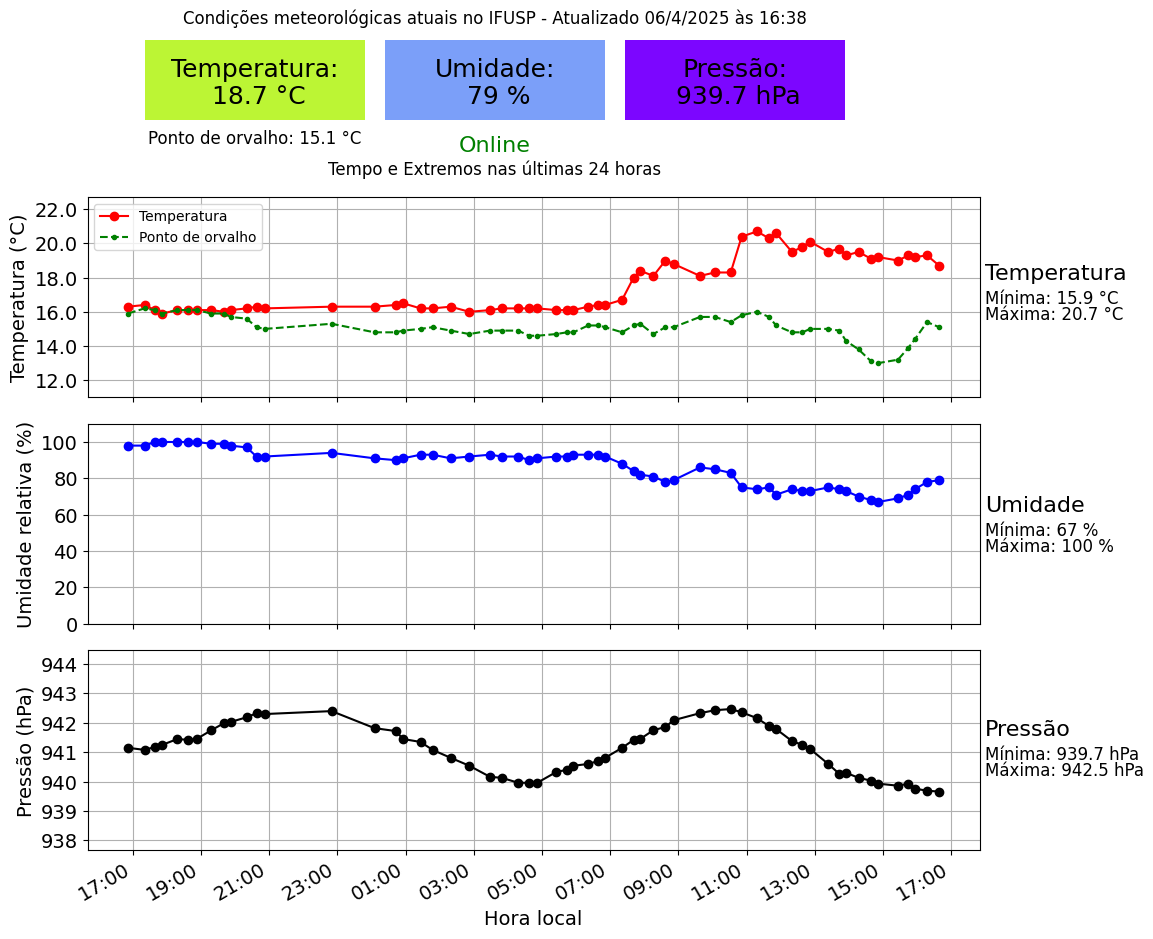 Condições meteorológicas atuais no IFUSP - Atualizado 06/4/2025 às 16:38
Temperatura:
18.7 °C
Umidade:
79 %
Pressão:
939.7 hPa
Ponto de orvalho: 15.1 °C
Online
Tempo e Extremos nas últimas 24 horas
Temperatura (°C)
22.0
20.0
18.0
16.0
14.0
12.0
Temperatura
Ponto de orvalho
Temperatura
Mínima: 15.9 °C
Máxima: 20.7 °C
Umidade relativa (%)
100
80
60
40
20
0
Umidade
Mínima: 67 %
Máxima: 100 %
Pressão (hPa)
944
943
942
941
940
939
938
Pressão
Mínima: 939.7 hPa
Máxima: 942.5 hPa
17:00 19:00 21:00 23:00 01:00 03:00 05:00 07:00 09:00 11:00 13:00 15:00 17:00
Hora local